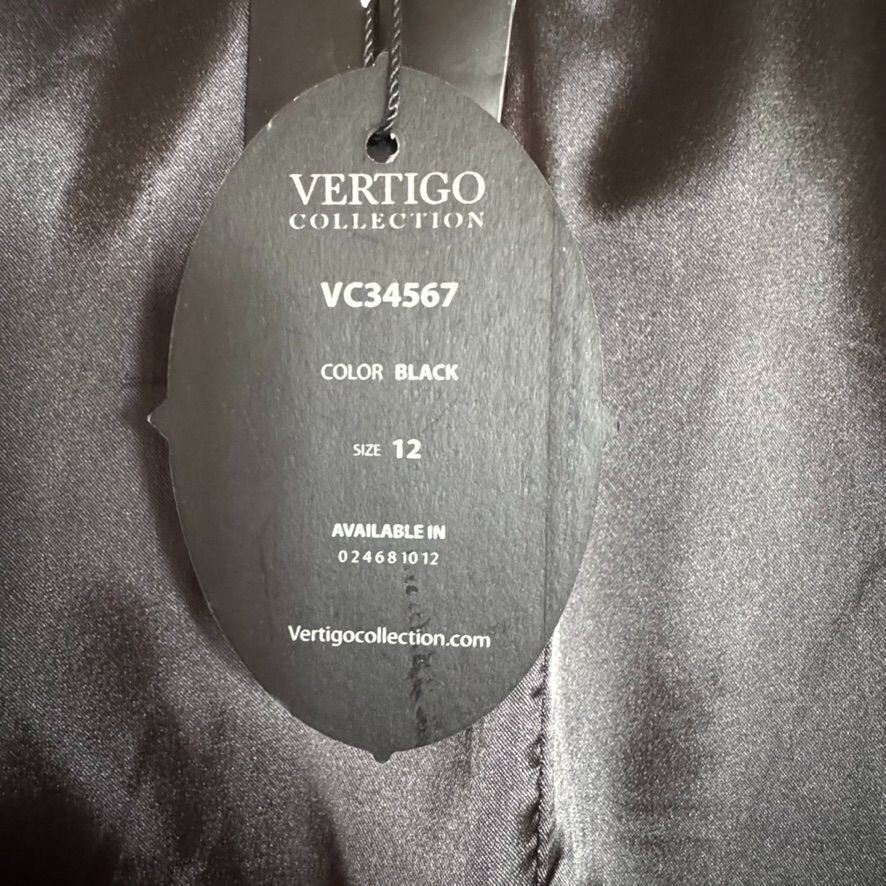 VERTIGO
COLLECTION
VC34567
COLOR BLACK
SIZE 12
AVAILABLE IN
0 2 4 6 8 10 12
Vertigocollection.com